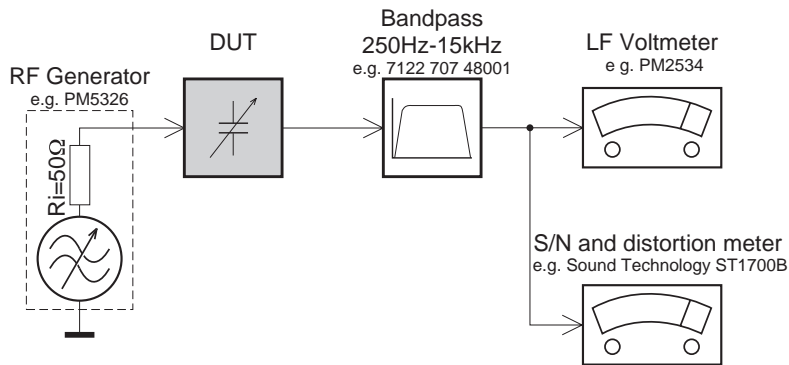 RF Generator
e.g. PM5326
Ri=50Ω
DUT
Bandpass
250Hz-15kHz
e.g. 7122 707 48001
LF Voltmeter
e g. PM2534
S/N and distortion meter
e.g. Sound Technology ST1700B